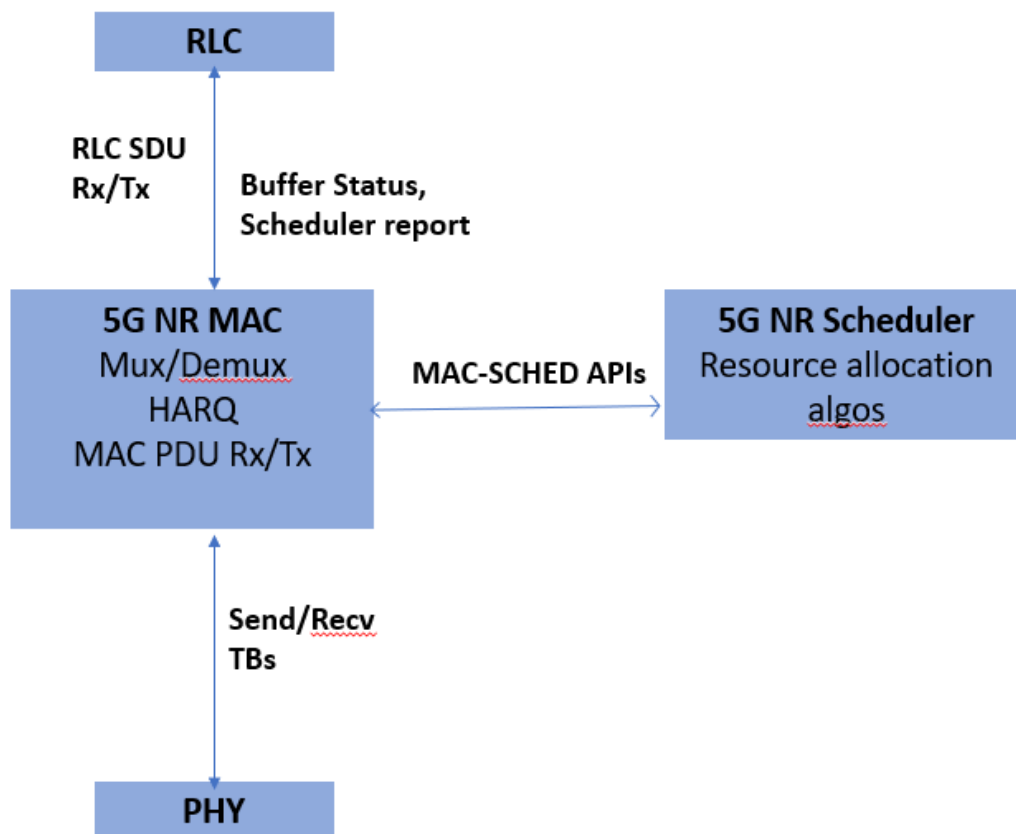 RLC
RLC SDU
Rx/Tx
Buffer Status,
Scheduler report
5G NR MAC
Mux/Demux
HARQ
MAC PDU Rx/Tx
MAC-SCHED APIs
5G NR Scheduler
Resource allocation
algos
Send/Recv
TBs
PHY